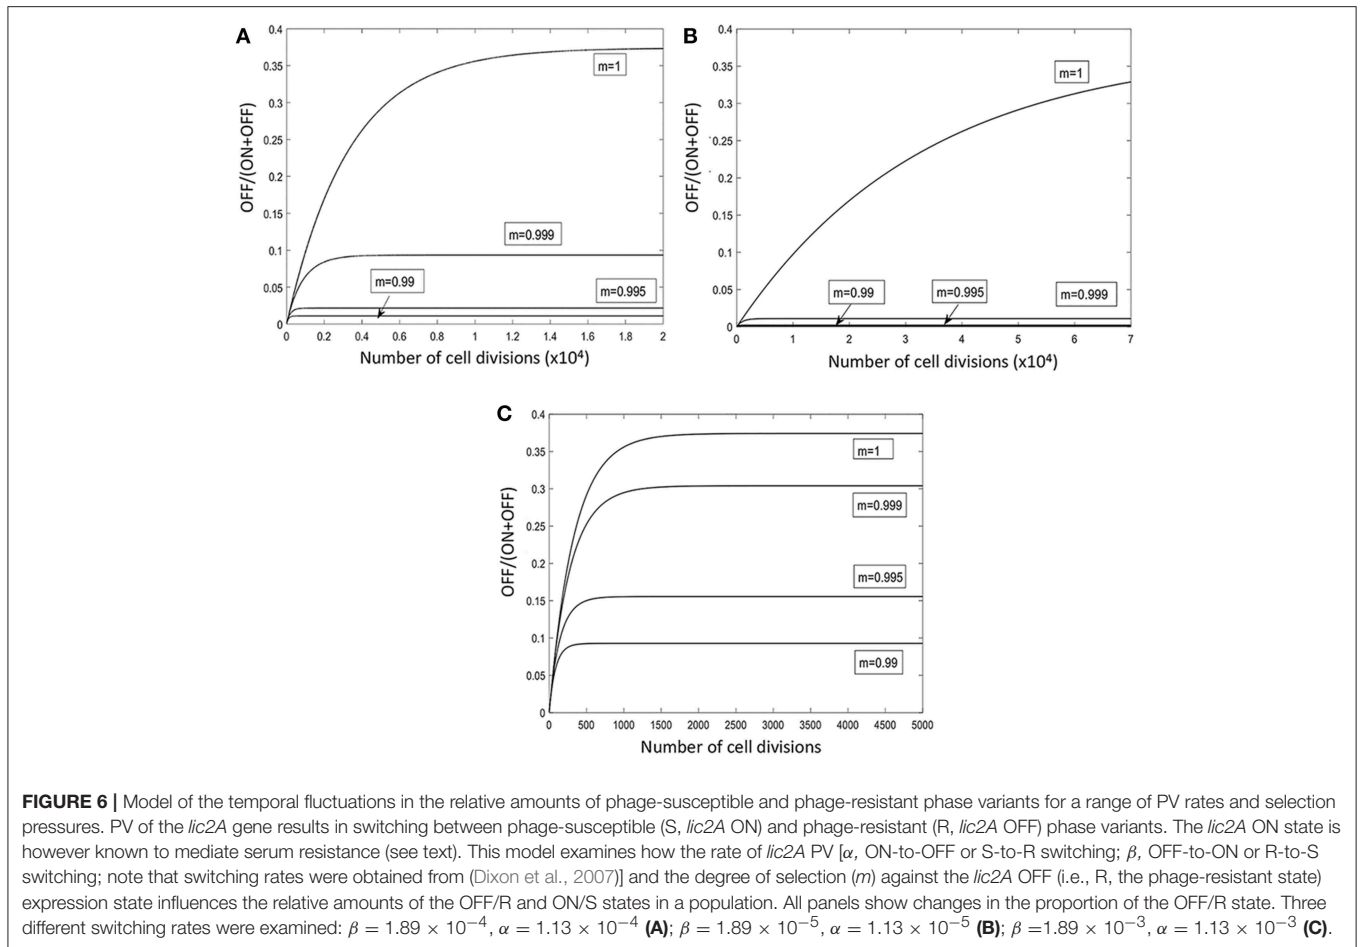 A
OFF/(ON+OFF)
0.4
0.35
0.3
0.25
0.2
0.15
0.1
0.05
0
m=1
m=0.999
m=0.99
m=0.995
0 0.2 0.4 0.6 0.8 1 1.2 1.4 1.6 1.8 2
Number of cell divisions (x10⁴)
B
OFF/(ON+OFF)
0.4
0.35
0.3
0.25
0.2
0.15
0.1
0.05
0
m=1
m=0.99 m=0.995 m=0.999
0 1 2 3 4 5 6 7
Number of cell divisions (x10⁴)
C
OFF/(ON+OFF)
0.4
0.35
0.3
0.25
0.2
0.15
0.1
0.05
0
m=1
m=0.999
m=0.995
m=0.99
0 500 1000 1500 2000 2500 3000 3500 4000 4500 5000
Number of cell divisions
FIGURE 6 | Model of the temporal fluctuations in the relative amounts of phage-susceptible and phage-resistant phase variants for a range of PV rates and selection
pressures. PV of the lic2A gene results in switching between phage-susceptible (S, lic2A ON) and phage-resistant (R, lic2A OFF) phase variants. The lic2A ON state is
however known to mediate serum resistance (see text). This model examines how the rate of lic2A PV [α, ON-to-OFF or S-to-R switching; β, OFF-to-ON or R-to-S
switching; note that switching rates were obtained from (Dixon et al., 2007)] and the degree of selection (m) against the lic2A OFF (i.e., R, the phage-resistant state)
expression state influences the relative amounts of the OFF/R and ON/S states in a population. All panels show changes in the proportion of the OFF/R state. Three
different switching rates were examined: β = 1.89 × 10⁻⁴, α = 1.13 × 10⁻⁴ (A); β = 1.89 × 10⁻⁵, α = 1.13 × 10⁻⁵ (B); β =1.89 × 10⁻³, α = 1.13 × 10⁻³ (C).